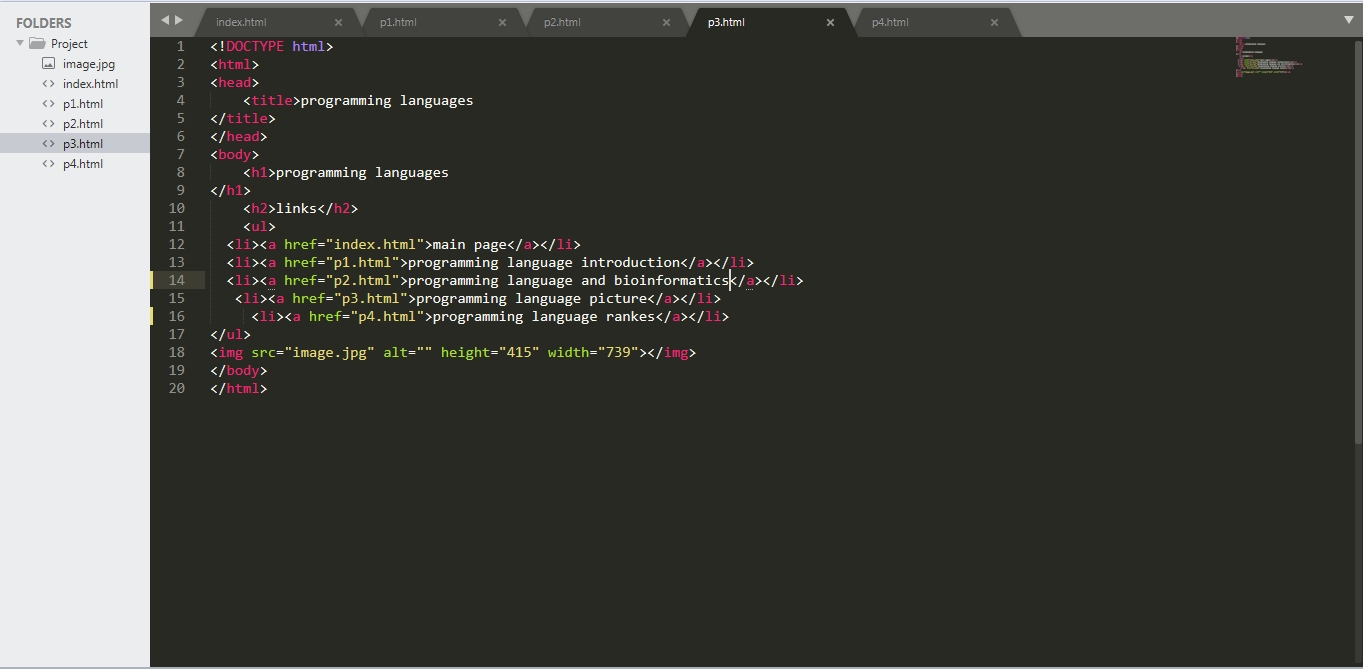 FOLDERS
Project
image.jpg
index.html
p1.html
p2.html
p3.html
p4.html
index.html × p1.html × p2.html × p3.html × p4.html ×
1 <!DOCTYPE html>
2 <html>
3 <head>
4     <title>programming languages
5 </title>
6 </head>
7 <body>
8     <h1>programming languages
9 </h1>
10     <h2>links</h2>
11     <ul>
12   <li><a href="index.html">main page</a></li>
13   <li><a href="p1.html">programming language introduction</a></li>
14   <li><a href="p2.html">programming language and bioinformatics</a></li>
15    <li><a href="p3.html">programming language picture</a></li>
16      <li><a href="p4.html">programming language rankes</a></li>
17 </ul>
18 <img src="image.jpg" alt="" height="415" width="739"></img>
19 </body>
20 </html>